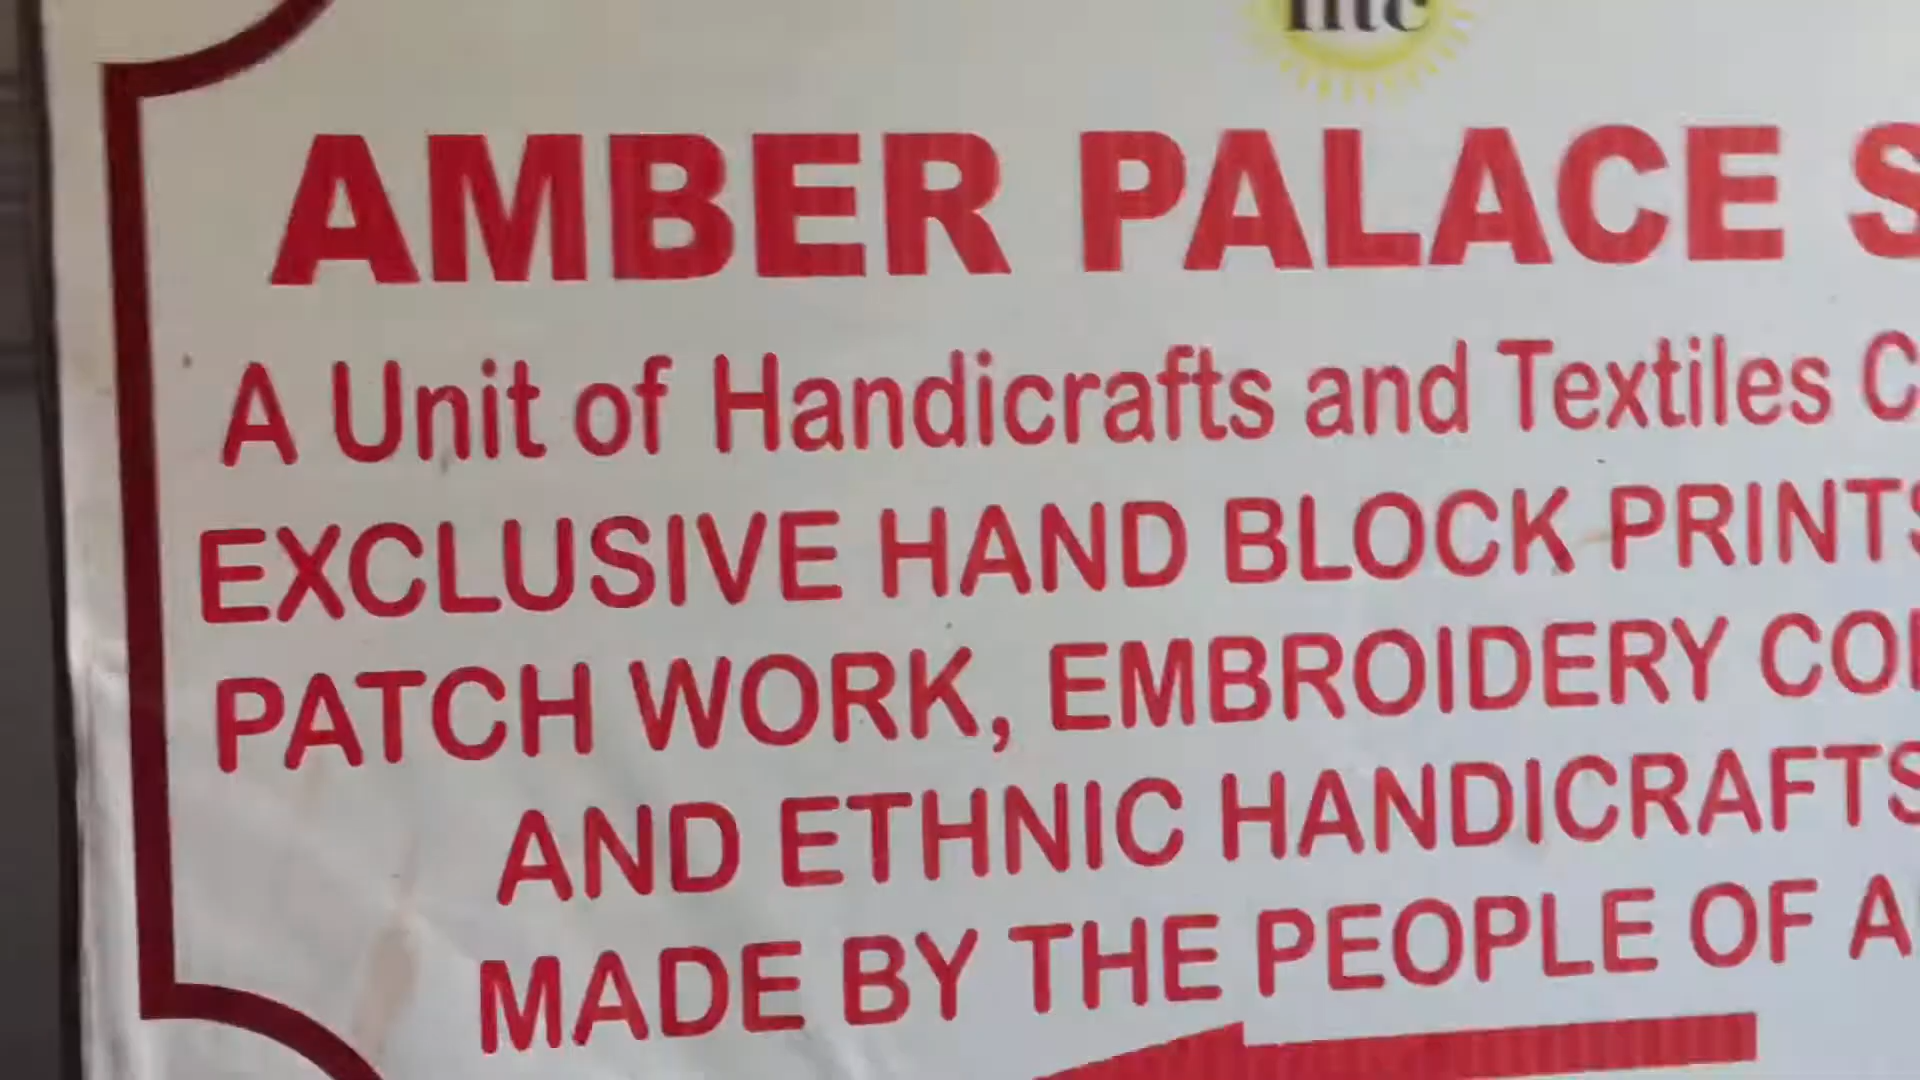 AMBER PALACE
A Unit of Handicrafts and Textiles
EXCLUSIVE HAND BLOCK PRINTS
PATCH WORK, EMBROIDERY
AND ETHNIC HANDICRAFTS
MADE BY THE PEOPLE OF